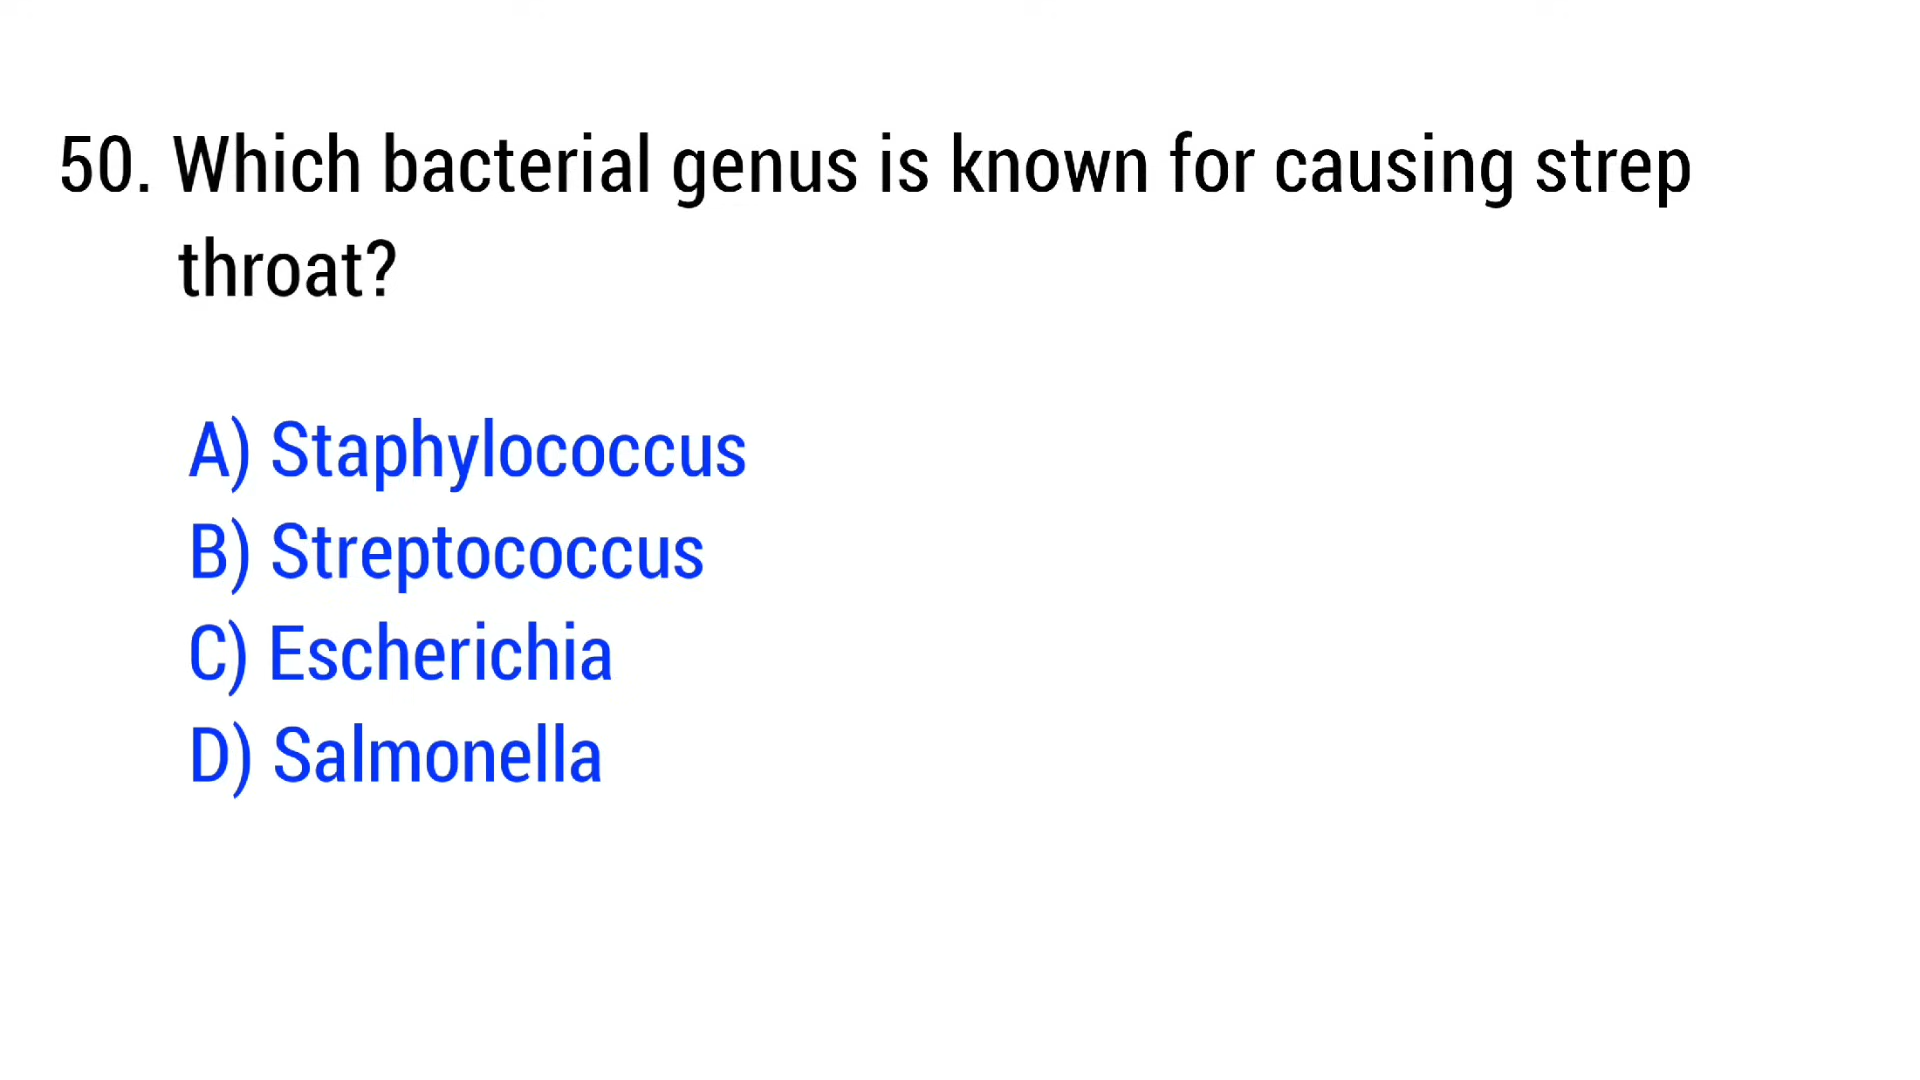 50. Which bacterial genus is known for causing strep
throat?
A) Staphylococcus
B) Streptococcus
C) Escherichia
D) Salmonella